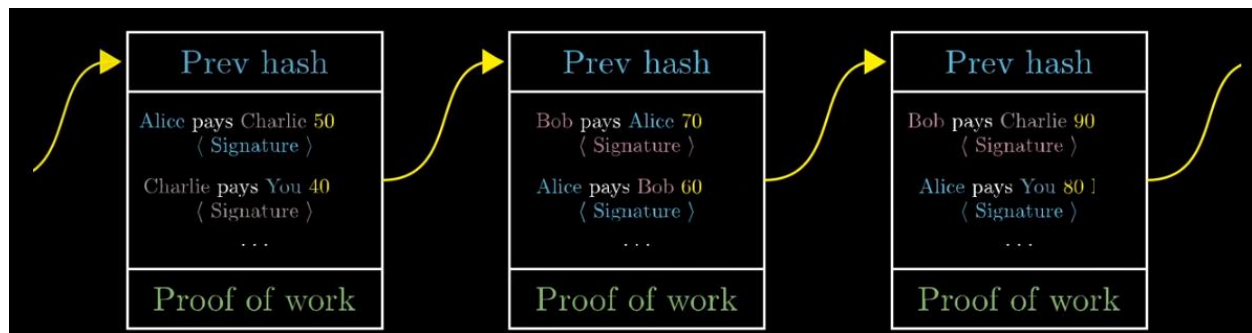 Prev hash
Alice pays Charlie 50
⟨ Signature ⟩
Charlie pays You 40
⟨ Signature ⟩
...
Proof of work
Prev hash
Bob pays Alice 70
⟨ Signature ⟩
Alice pays Bob 60
⟨ Signature ⟩
...
Proof of work
Prev hash
Bob pays Charlie 90
⟨ Signature ⟩
Alice pays You 80
⟨ Signature ⟩
...
Proof of work